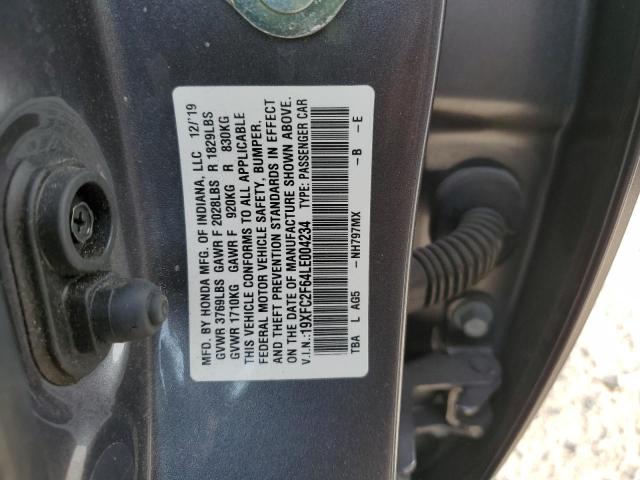 MFD. BY HONDA MFG. OF INDIANA, LLC 12/'19
GVWR 3769LBS GAWR F 2028LBS R 1829LBS
GVWR 1710KG GAWR F 920KG R 830KG
THIS VEHICLE CONFORMS TO ALL APPLICABLE
FEDERAL MOTOR VEHICLE SAFETY, BUMPER,
AND THEFT PREVENTION STANDARDS IN EFFECT
ON THE DATE OF MANUFACTURE SHOWN ABOVE.
V.I.N.:19XFC2F64LE004234 TYPE: PASSENGER CAR
TBA L AG5 -NH797MX -B -E